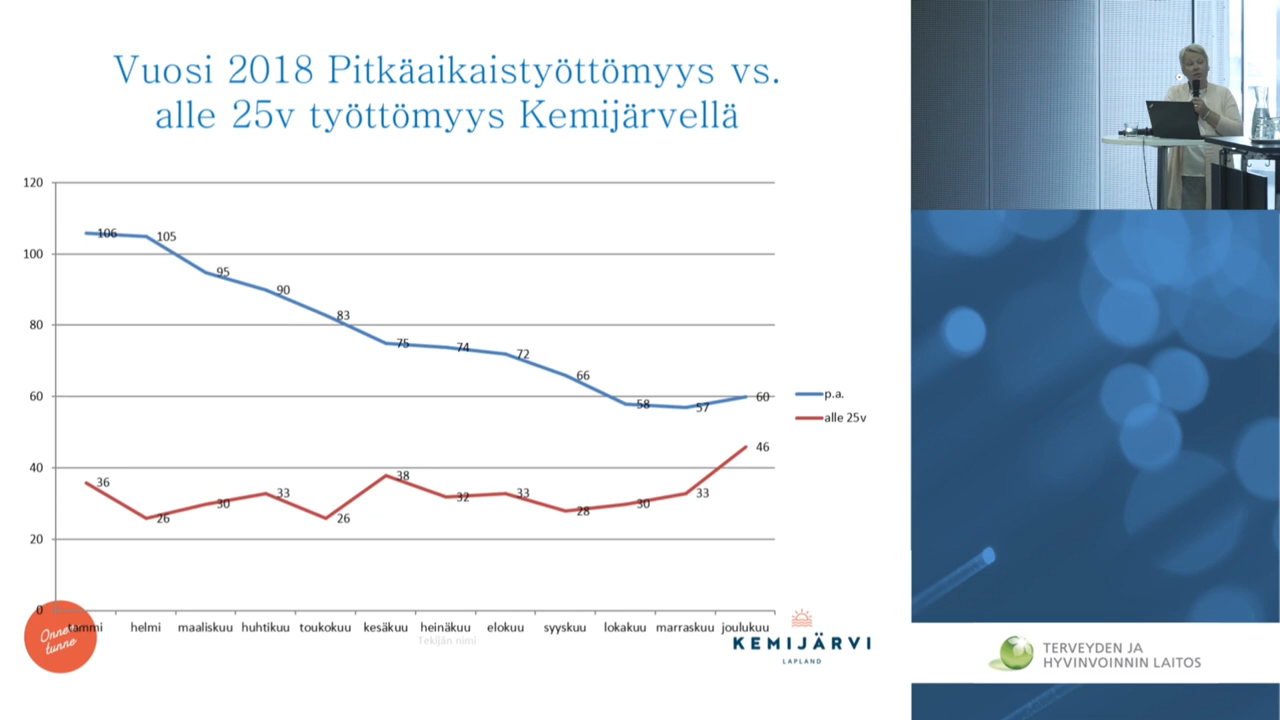 Vuosi 2018 Pitkäaikaistyöttömyys vs.
alle 25v työttömyys Kemijärvellä
120
100
80
60
40
20
0
106
105
95
90
83
75
74
72
66
58
57
60
36
26
30
33
26
38
32
33
28
30
33
46
p.a.
alle 25v
tammi helmi maaliskuu huhtikuu toukokuu kesäkuu heinäkuu elokuu syyskuu lokakuu marraskuu joulukuu
Tekijän nimi
tunne
KEMIJÄRVI
LAPLAND
TERVEYDEN JA
HYVINVOINNIN LAITOS